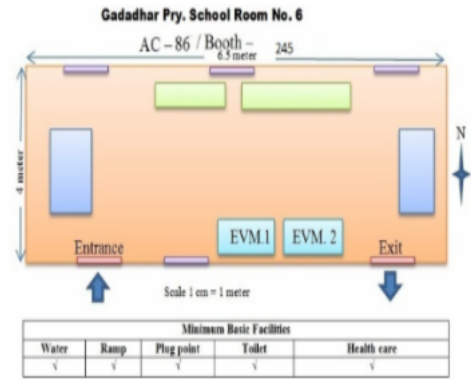 Gadadhar Pry. School Room No. 6
AC – 86 / Booth – 245
6.5 meter
4 meter
N
EVM.1 EVM. 2
Entrance Exit
Scale 1 cm = 1 meter
Minimum Basic Facilities
Water Ramp Plug point Toilet Health care
√ √ √ √ √